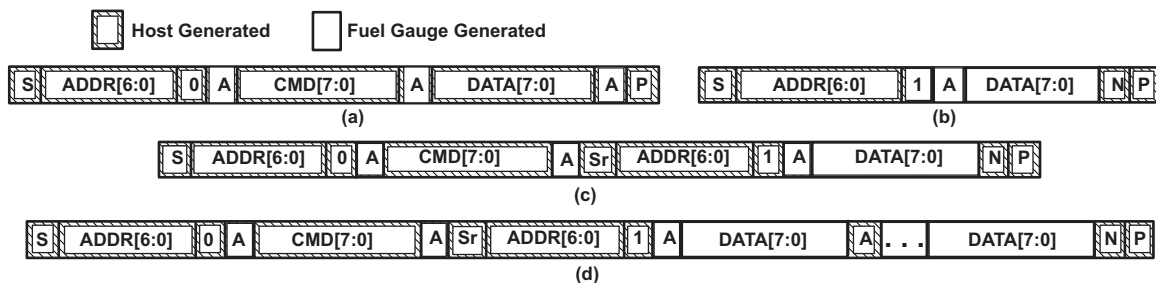 Host Generated Fuel Gauge Generated
S ADDR[6:0] 0 A CMD[7:0] A DATA[7:0] A P S ADDR[6:0] 1 A DATA[7:0] N P
(a) (b)
S ADDR[6:0] 0 A CMD[7:0] A Sr ADDR[6:0] 1 A DATA[7:0] N P
(c)
S ADDR[6:0] 0 A CMD[7:0] A Sr ADDR[6:0] 1 A DATA[7:0] A . . . DATA[7:0] N P
(d)